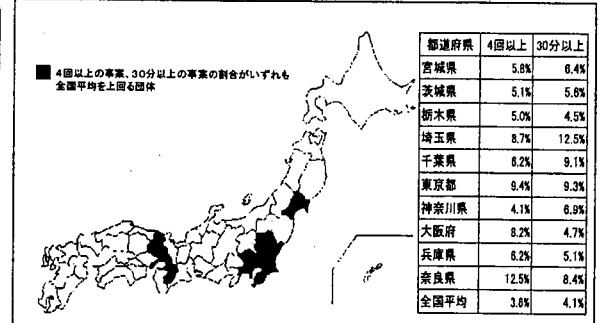 ■ 4回以上の事案、30分以上の事案の割合がいずれも
全国平均を上回る団体
都道府県 4回以上 30分以上
宮城県 5.8% 6.4%
茨城県 5.1% 5.6%
栃木県 5.0% 4.5%
埼玉県 8.7% 12.5%
千葉県 6.2% 9.1%
東京都 9.4% 9.3%
神奈川県 4.1% 6.9%
大阪府 8.2% 4.7%
兵庫県 6.2% 5.1%
奈良県 12.5% 8.4%
全国平均 3.6% 4.1%